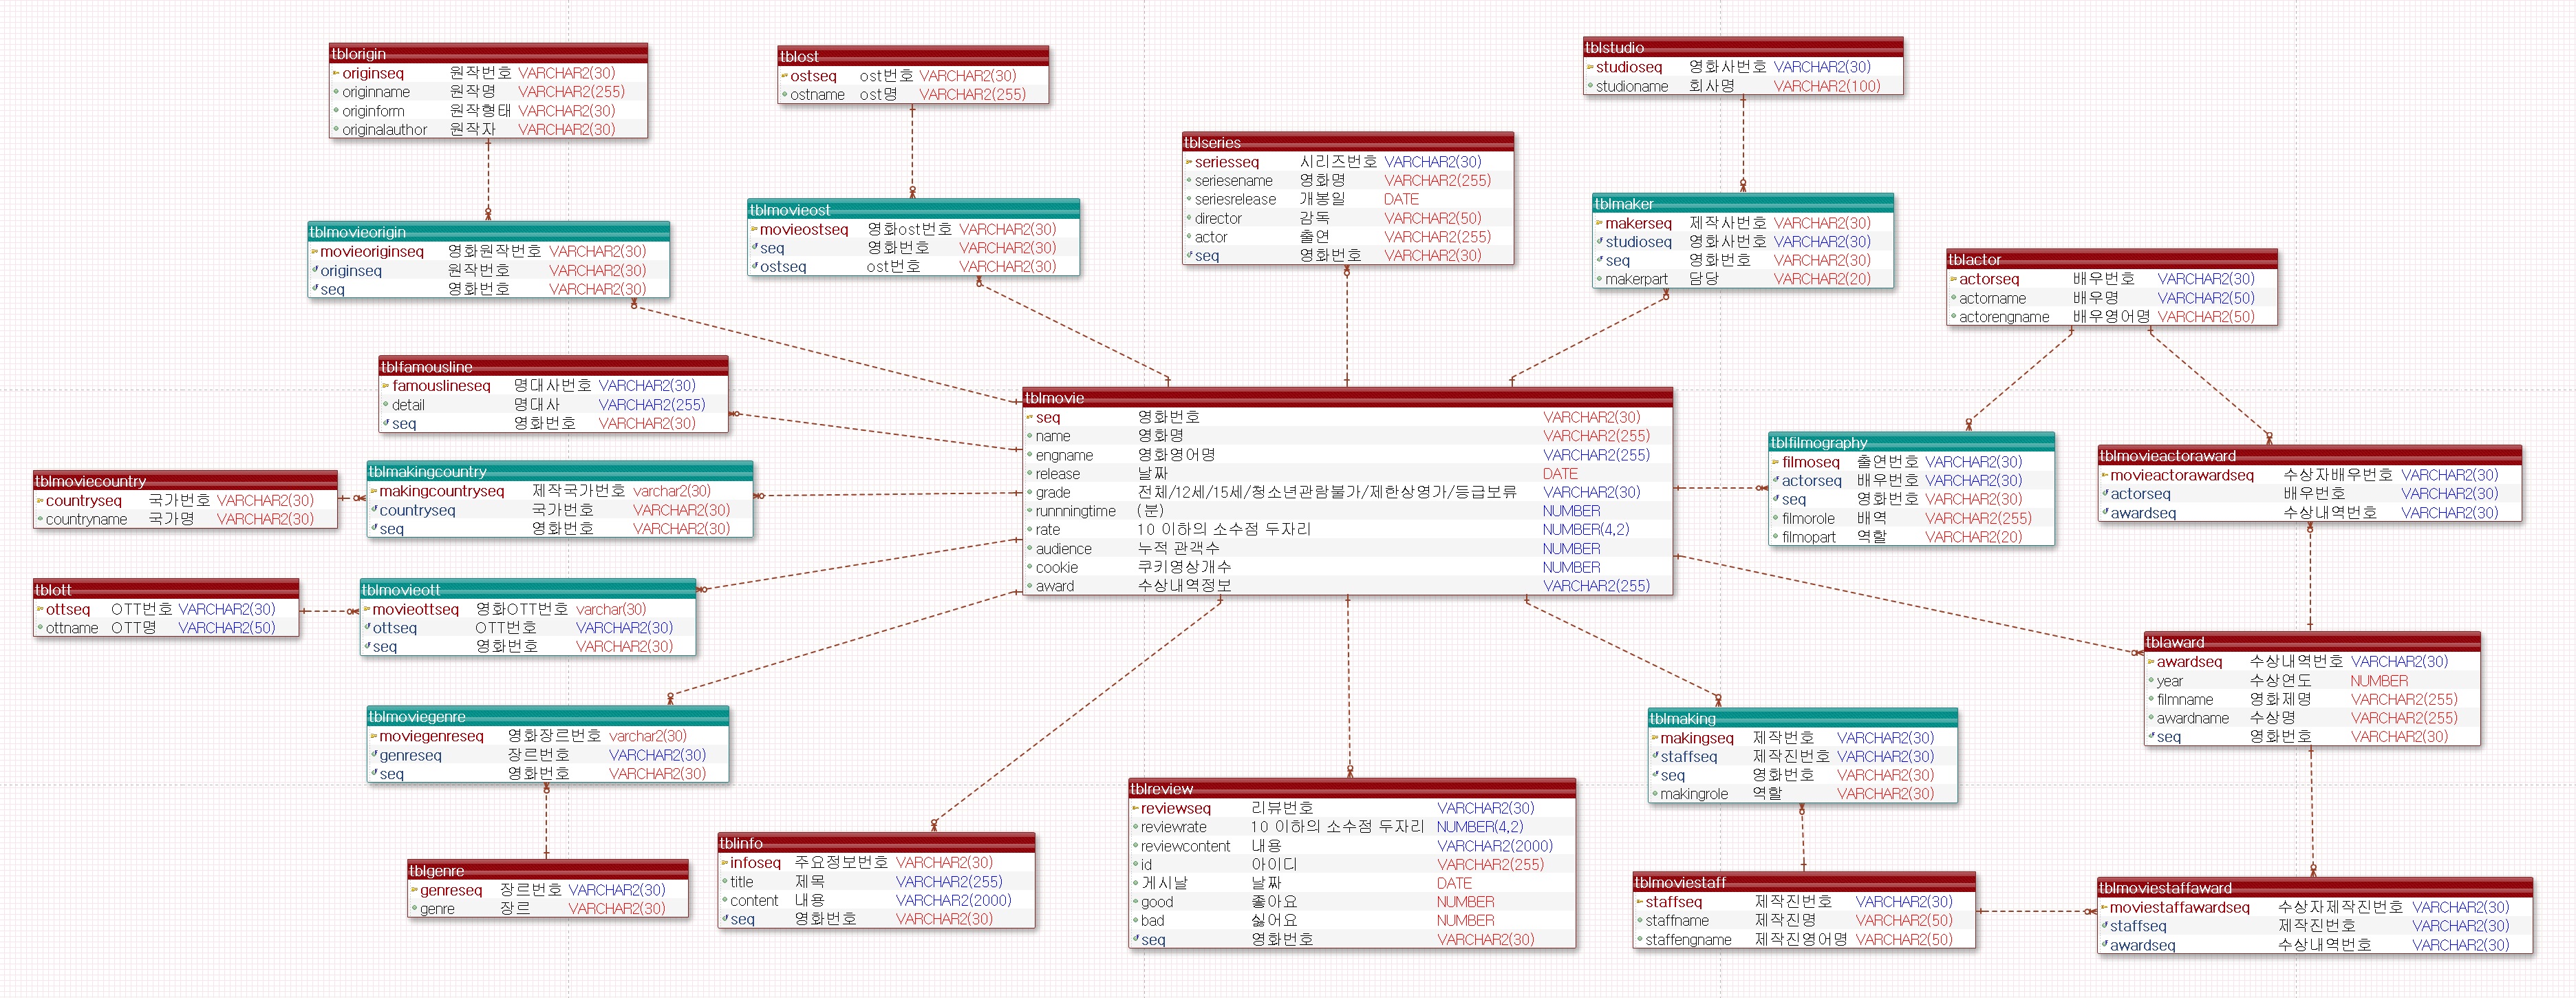 tblorigin
originseq 원작번호 VARCHAR2(30)
originname 원작명 VARCHAR2(255)
originform 원작형태 VARCHAR2(30)
originalauthor 원작자 VARCHAR2(30)
tblost
ostseq ost번호 VARCHAR2(30)
ostname ost명 VARCHAR2(255)
tblstudio
studioseq 영화사번호 VARCHAR2(30)
studioname 회사명 VARCHAR2(100)
tblseries
seriesseq 시리즈번호 VARCHAR2(30)
seriesename 영화명 VARCHAR2(255)
seriesrelease 개봉일 DATE
director 감독 VARCHAR2(50)
actor 출연 VARCHAR2(255)
seq 영화번호 VARCHAR2(30)
tblmovieorigin
movieoriginseq 영화원작번호 VARCHAR2(30)
originseq 원작번호 VARCHAR2(30)
seq 영화번호 VARCHAR2(30)
tblmovieost
movieostseq 영화ost번호 VARCHAR2(30)
seq 영화번호 VARCHAR2(30)
ostseq ost번호 VARCHAR2(30)
tblmaker
makerseq 제작사번호 VARCHAR2(30)
studioseq 영화사번호 VARCHAR2(30)
seq 영화번호 VARCHAR2(30)
makerpart 담당 VARCHAR2(20)
tblactor
actorseq 배우번호 VARCHAR2(30)
actorname 배우명 VARCHAR2(50)
actorengname 배우영어명 VARCHAR2(50)
tblfamousline
famouslineseq 명대사번호 VARCHAR2(30)
detail 명대사 VARCHAR2(255)
seq 영화번호 VARCHAR2(30)
tblmovie
seq 영화번호 VARCHAR2(30)
name 영화명 VARCHAR2(255)
engname 영화영어명 VARCHAR2(255)
release 날짜 DATE
grade 전체/12세/15세/청소년관람불가/제한상영가/등급보류 VARCHAR2(30)
runnningtime (분) NUMBER
rate 10 이하의 소수점 두자리 NUMBER(4,2)
audience 누적 관객수 NUMBER
cookie 쿠키영상개수 NUMBER
award 수상내역정보 VARCHAR2(255)
tblmoviecountry
countryseq 국가번호 VARCHAR2(30)
countryname 국가명 VARCHAR2(30)
tblmakingcountry
makingcountryseq 제작국가번호 varchar2(30)
countryseq 국가번호 VARCHAR2(30)
seq 영화번호 VARCHAR2(30)
tblfilmography
filmoseq 출연번호 VARCHAR2(30)
actorseq 배우번호 VARCHAR2(30)
seq 영화번호 VARCHAR2(30)
filmorole 배역 VARCHAR2(255)
filmopart 역할 VARCHAR2(20)
tblmovieactoraward
movieactorawardseq 수상자배우번호 VARCHAR2(30)
actorseq 배우번호 VARCHAR2(30)
awardseq 수상내역번호 VARCHAR2(30)
tblott
ottseq OTT번호 VARCHAR2(30)
ottname OTT명 VARCHAR2(50)
tblmovieott
movieottseq 영화OTT번호 varchar(30)
ottseq OTT번호 VARCHAR2(30)
seq 영화번호 VARCHAR2(30)
tblaward
awardseq 수상내역번호 VARCHAR2(30)
year 수상연도 NUMBER
filmname 영화제명 VARCHAR2(255)
awardname 수상명 VARCHAR2(255)
seq 영화번호 VARCHAR2(30)
tblmoviegenre
moviegenreseq 영화장르번호 varchar2(30)
genreseq 장르번호 VARCHAR2(30)
seq 영화번호 VARCHAR2(30)
tblmaking
makingseq 제작번호 VARCHAR2(30)
staffseq 제작진번호 VARCHAR2(30)
seq 영화번호 VARCHAR2(30)
makingrole 역할 VARCHAR2(30)
tblgenre
genreseq 장르번호 VARCHAR2(30)
genre 장르 VARCHAR2(30)
tblinfo
infoseq 주요정보번호 VARCHAR2(30)
title 제목 VARCHAR2(255)
content 내용 VARCHAR2(2000)
seq 영화번호 VARCHAR2(30)
tblreview
reviewseq 리뷰번호 VARCHAR2(30)
reviewrate 10 이하의 소수점 두자리 NUMBER(4,2)
reviewcontent 내용 VARCHAR2(2000)
id 아이디 VARCHAR2(255)
게시날 날짜 DATE
good 좋아요 NUMBER
bad 싫어요 NUMBER
seq 영화번호 VARCHAR2(30)
tblmoviestaff
staffseq 제작진번호 VARCHAR2(30)
staffname 제작진명 VARCHAR2(50)
staffengname 제작진영어명 VARCHAR2(50)
tblmoviestaffaward
moviestaffawardseq 수상자제작진번호 VARCHAR2(30)
staffseq 제작진번호 VARCHAR2(30)
awardseq 수상내역번호 VARCHAR2(30)